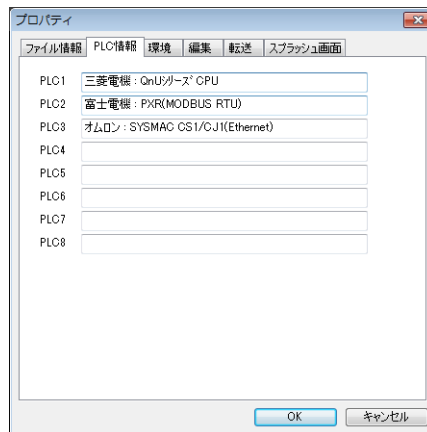 プロパティ
ファイル情報 PLC情報 環境 編集 転送 スプラッシュ画面
PLC1 三菱電機 : QnUシリーズ CPU
PLC2 富士電機 : PXR(MODBUS RTU)
PLC3 オムロン : SYSMAC CS1/CJ1(Ethernet)
PLC4
PLC5
PLC6
PLC7
PLC8
OK キャンセル